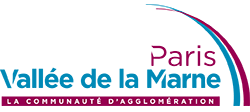 Paris
Vallée de la Marne
LA COMMUNAUTÉ D'AGGLOMÉRATION